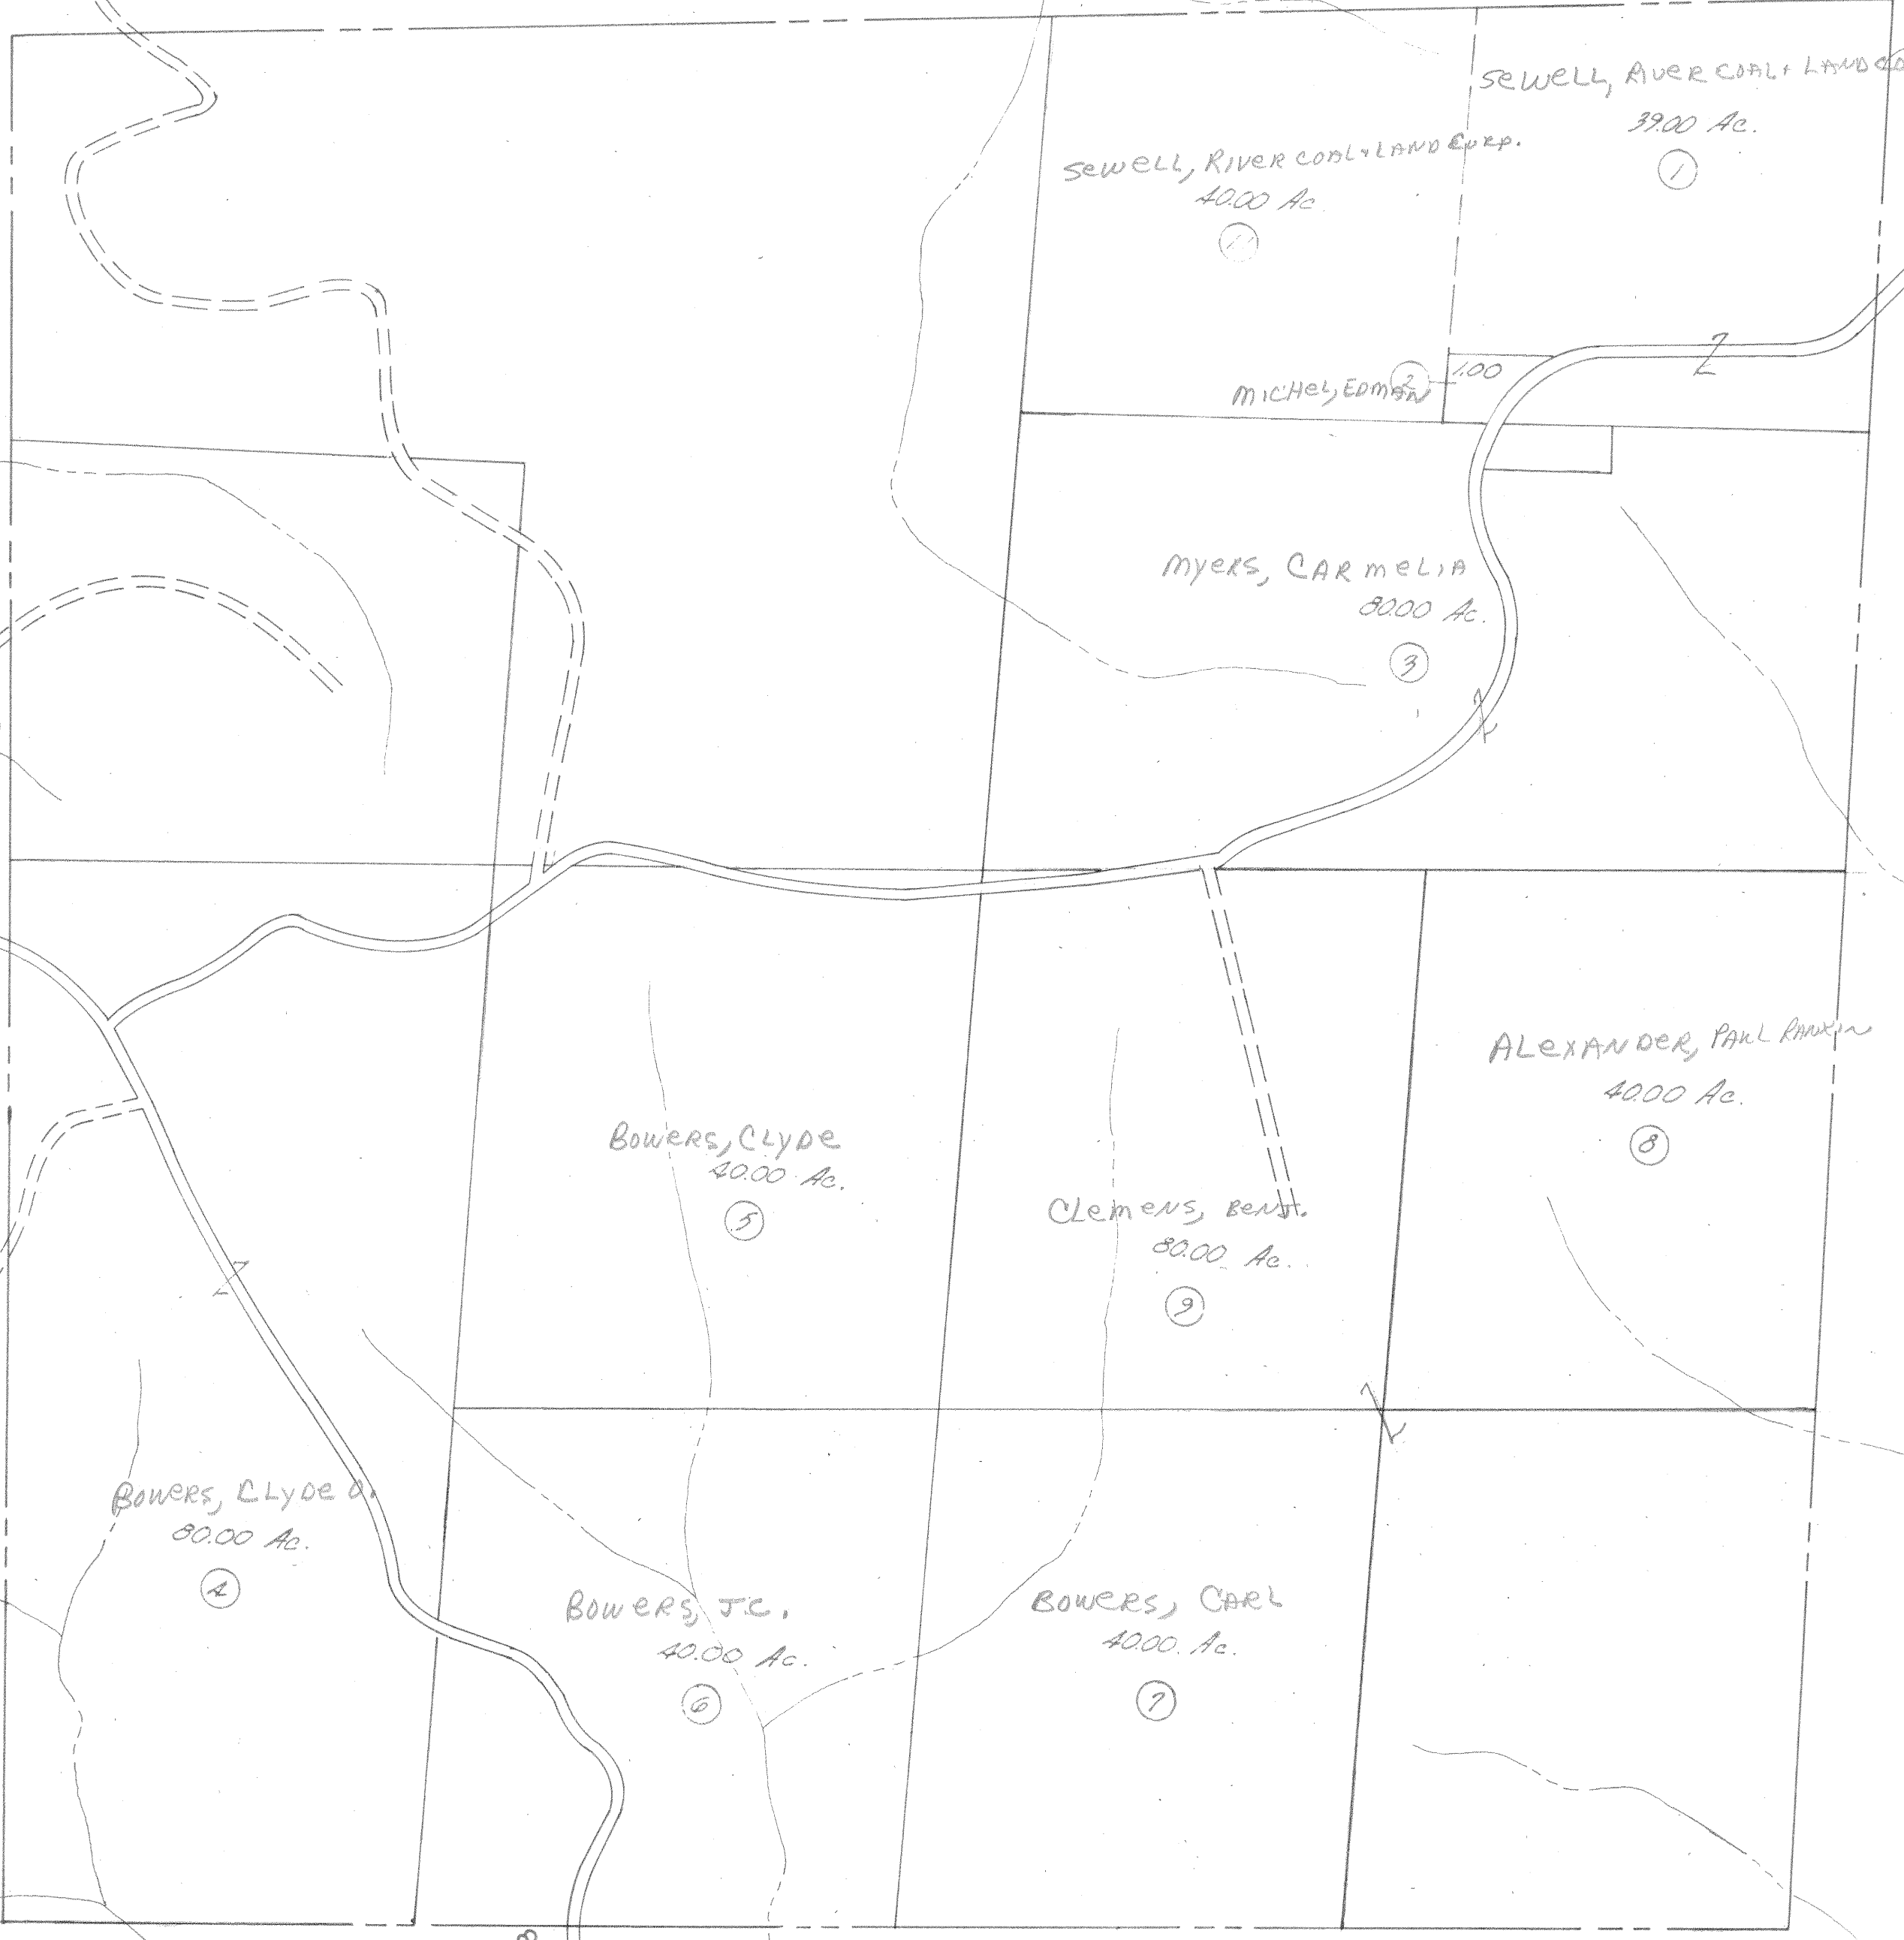 SEWELL, RIVER COAL + LAND CO
39.00 Ac.
1
SEWELL, RIVER COAL + LAND CORP.
40.00 Ac.
MICHEL, EDMAN
2
1.00
MYERS, CARMELIA
80.00 Ac.
3
ALEXANDER, PAUL RANKIN
40.00 Ac.
8
BOWERS, CLYDE
40.00 Ac.
5
CLEMENS, BENJ.
80.00 Ac.
9
BOWERS, CLYDE O.
80.00 Ac.
4
BOWERS, J.C.
40.00 Ac.
6
BOWERS, CARL
40.00 Ac.
7